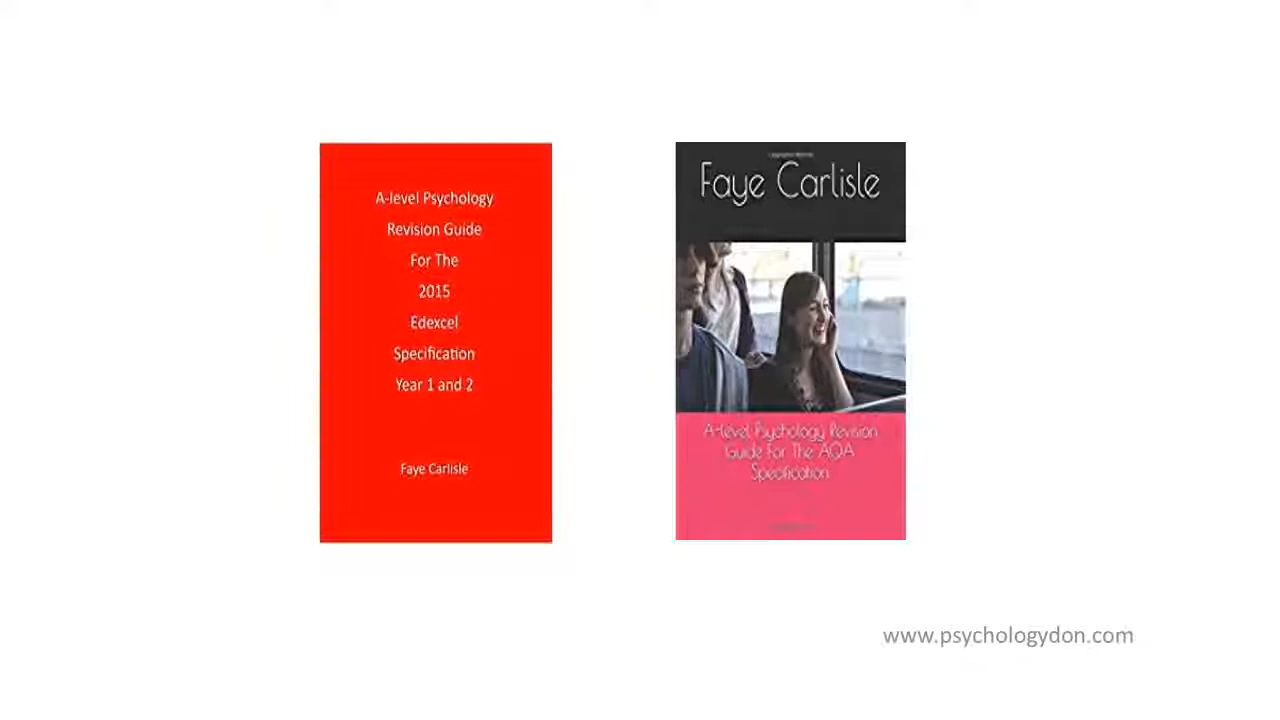 A-level Psychology
Revision Guide
For The
2015
Edexcel
Specification
Year 1 and 2
Faye Carlisle
Faye Carlisle
A-level Psychology Revision
Guide For The AQA
Specification
www.psychologydon.com